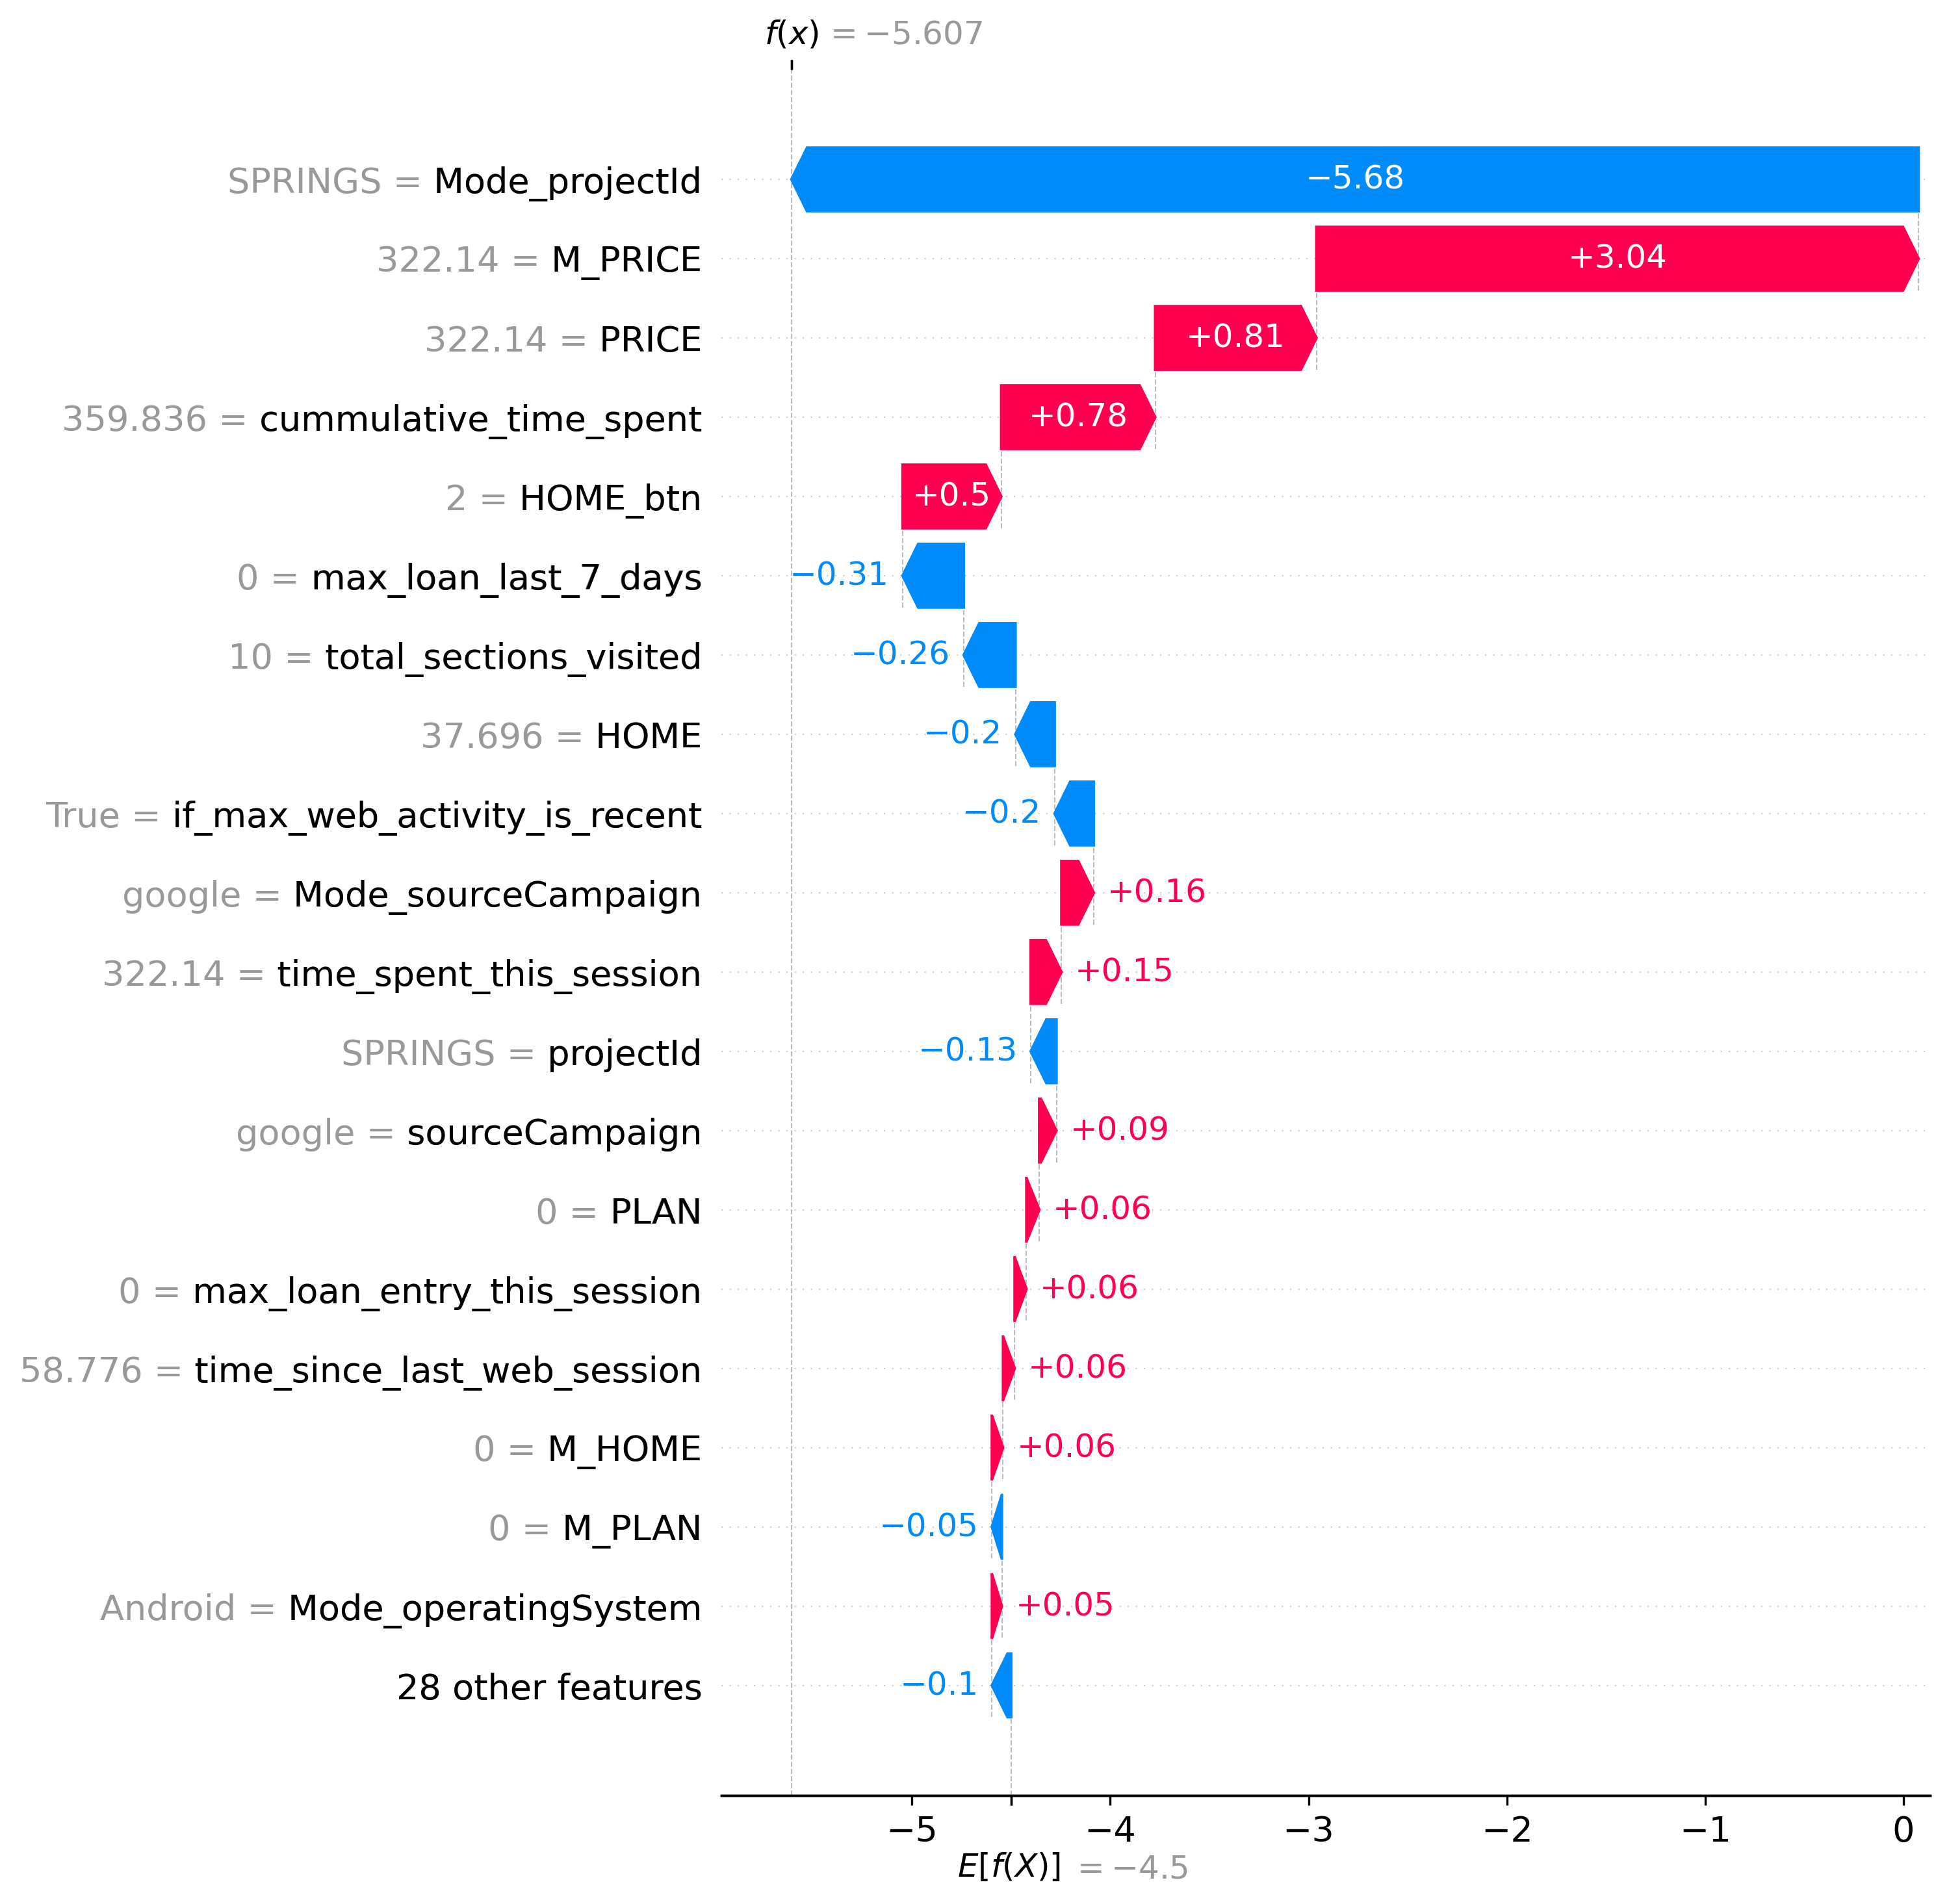 f(x) = −5.607
SPRINGS = Mode_projectId
−5.68
322.14 = M_PRICE
+3.04
322.14 = PRICE
+0.81
359.836 = cummulative_time_spent
+0.78
2 = HOME_btn
+0.5
0 = max_loan_last_7_days
−0.31
10 = total_sections_visited
−0.26
37.696 = HOME
−0.2
True = if_max_web_activity_is_recent
−0.2
google = Mode_sourceCampaign
+0.16
322.14 = time_spent_this_session
+0.15
SPRINGS = projectId
−0.13
google = sourceCampaign
+0.09
0 = PLAN
+0.06
0 = max_loan_entry_this_session
+0.06
58.776 = time_since_last_web_session
+0.06
0 = M_HOME
+0.06
0 = M_PLAN
−0.05
Android = Mode_operatingSystem
+0.05
28 other features
−0.1
−5 −4 −3 −2 −1 0
E[f(X)] = −4.5